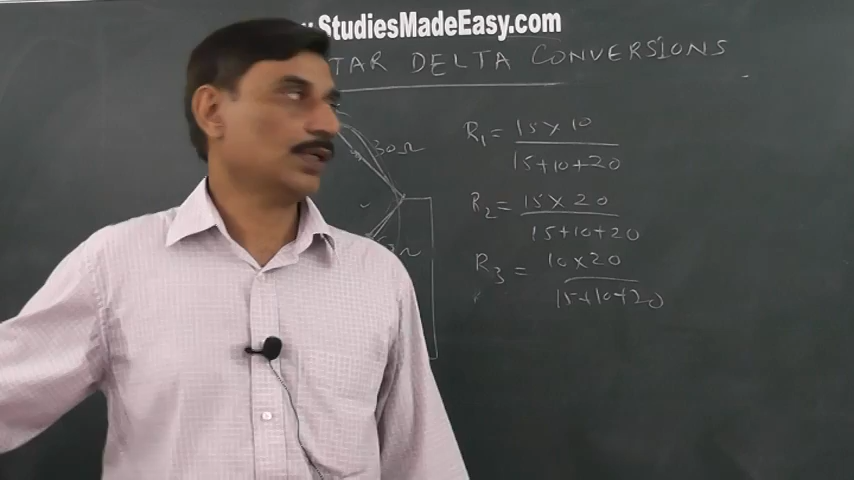 StudiesMadeEasy.com
TAR DELTA CONVERSIONS
30Ω
R1 = 15 × 10
15+10+20
R2 = 15 × 20
15+10+20
R3 = 10 × 20
15+10+20